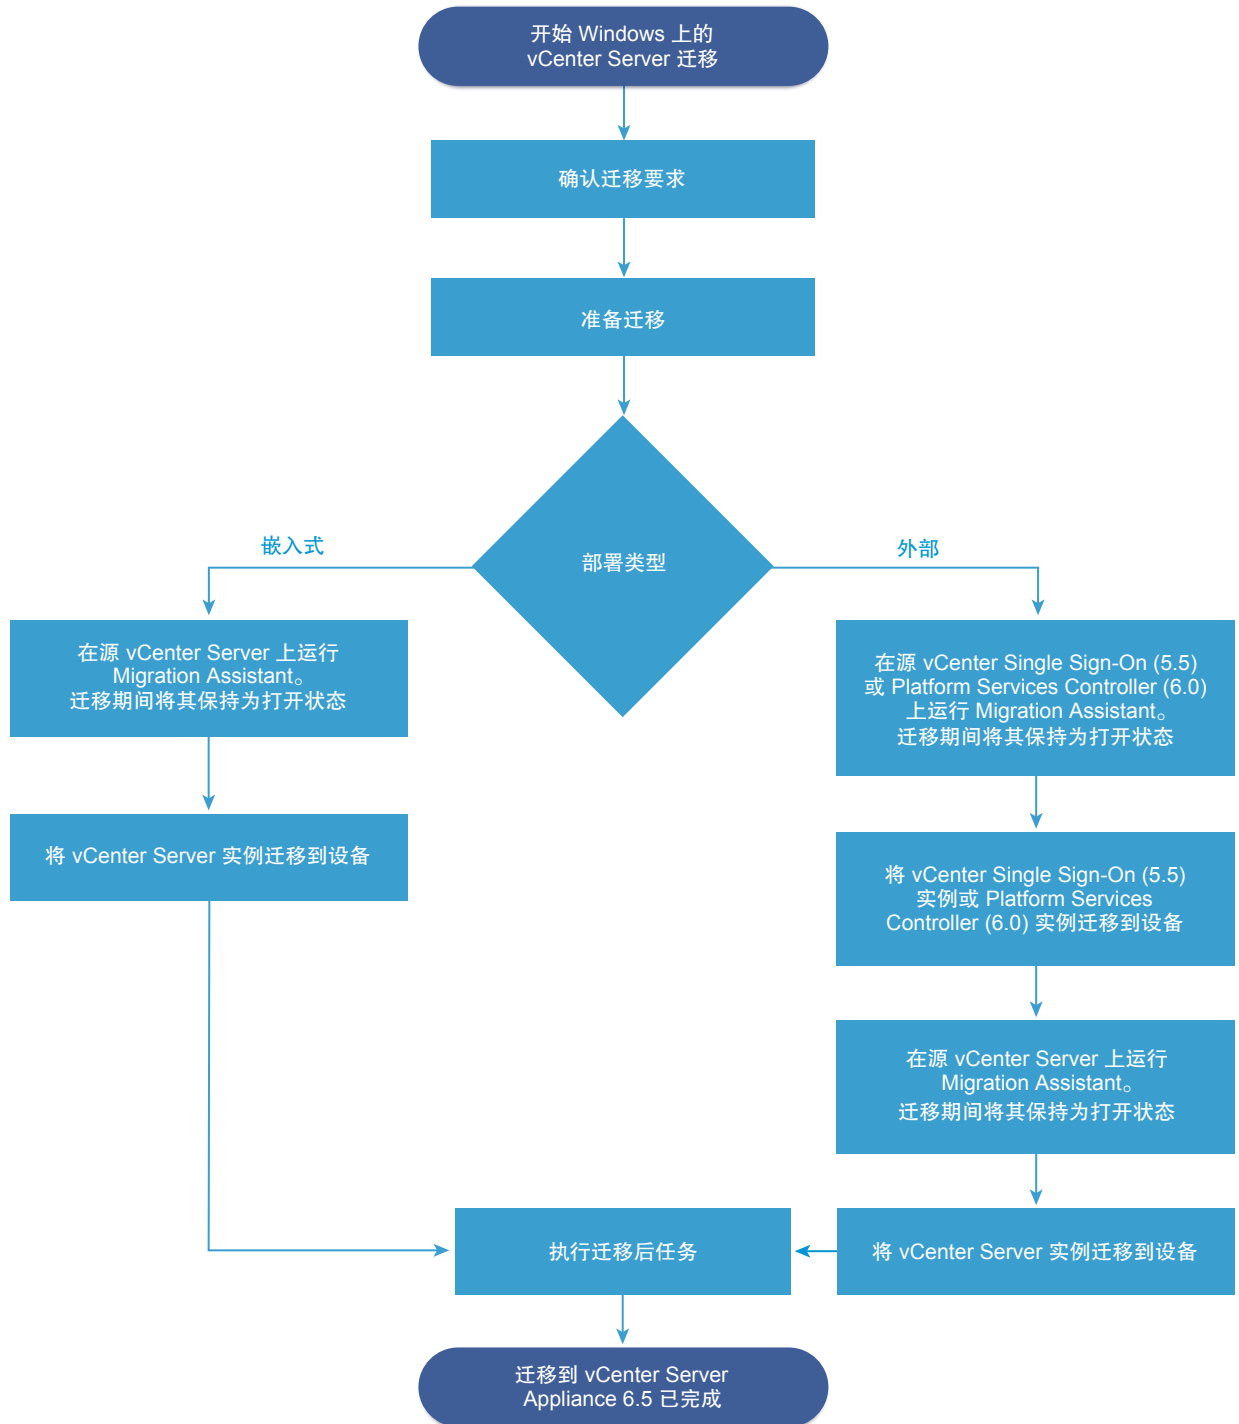 开始 Windows 上的
vCenter Server 迁移
确认迁移要求
准备迁移
部署类型
嵌入式
外部
在源 vCenter Server 上运行
Migration Assistant。
迁移期间将其保持为打开状态
将 vCenter Server 实例迁移到设备
在源 vCenter Single Sign-On (5.5)
或 Platform Services Controller (6.0)
上运行 Migration Assistant。
迁移期间将其保持为打开状态
将 vCenter Single Sign-On (5.5)
实例或 Platform Services
Controller (6.0) 实例迁移到设备
在源 vCenter Server 上运行
Migration Assistant。
迁移期间将其保持为打开状态
将 vCenter Server 实例迁移到设备
执行迁移后任务
迁移到 vCenter Server
Appliance 6.5 已完成